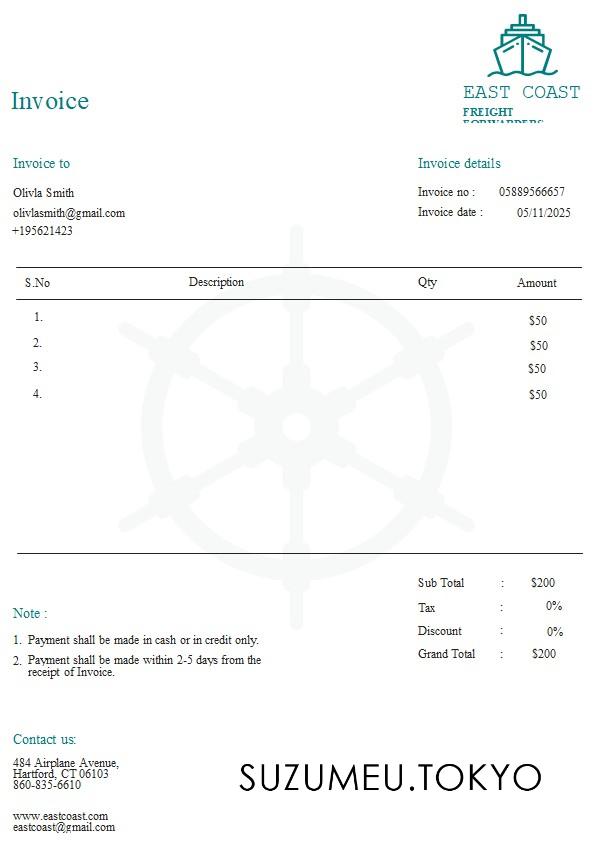 EAST COAST
FREIGHT
FORWARDERS
Invoice
Invoice to
Olivla Smith
olivlasmith@gmail.com
+195621423
Invoice details
Invoice no : 05889566657
Invoice date : 05/11/2025
S.No Description Qty Amount
1. $50
2. $50
3. $50
4. $50
Sub Total : $200
Tax : 0%
Discount : 0%
Grand Total : $200
Note :
1. Payment shall be made in cash or in credit only.
2. Payment shall be made within 2-5 days from the
receipt of Invoice.
Contact us:
484 Airplane Avenue,
Hartford, CT 06103
860-835-6610
www.eastcoast.com
eastcoast@gmail.com
SUZUMEU.TOKYO